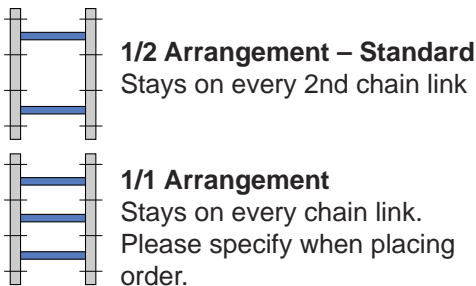 1/2 Arrangement – Standard
Stays on every 2nd chain link
1/1 Arrangement
Stays on every chain link.
Please specify when placing
order.